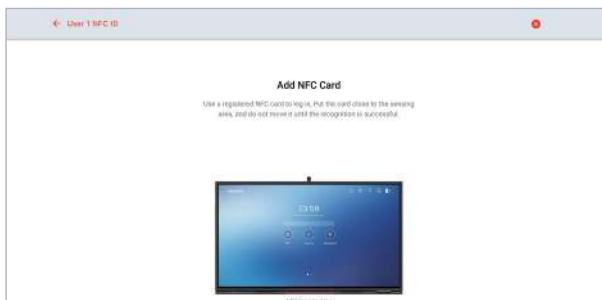 User 1 NFC ID
Add NFC Card
Use a registered NFC card to log in, Put the card close to the sensing
area, and do not move it until the recognition is successful